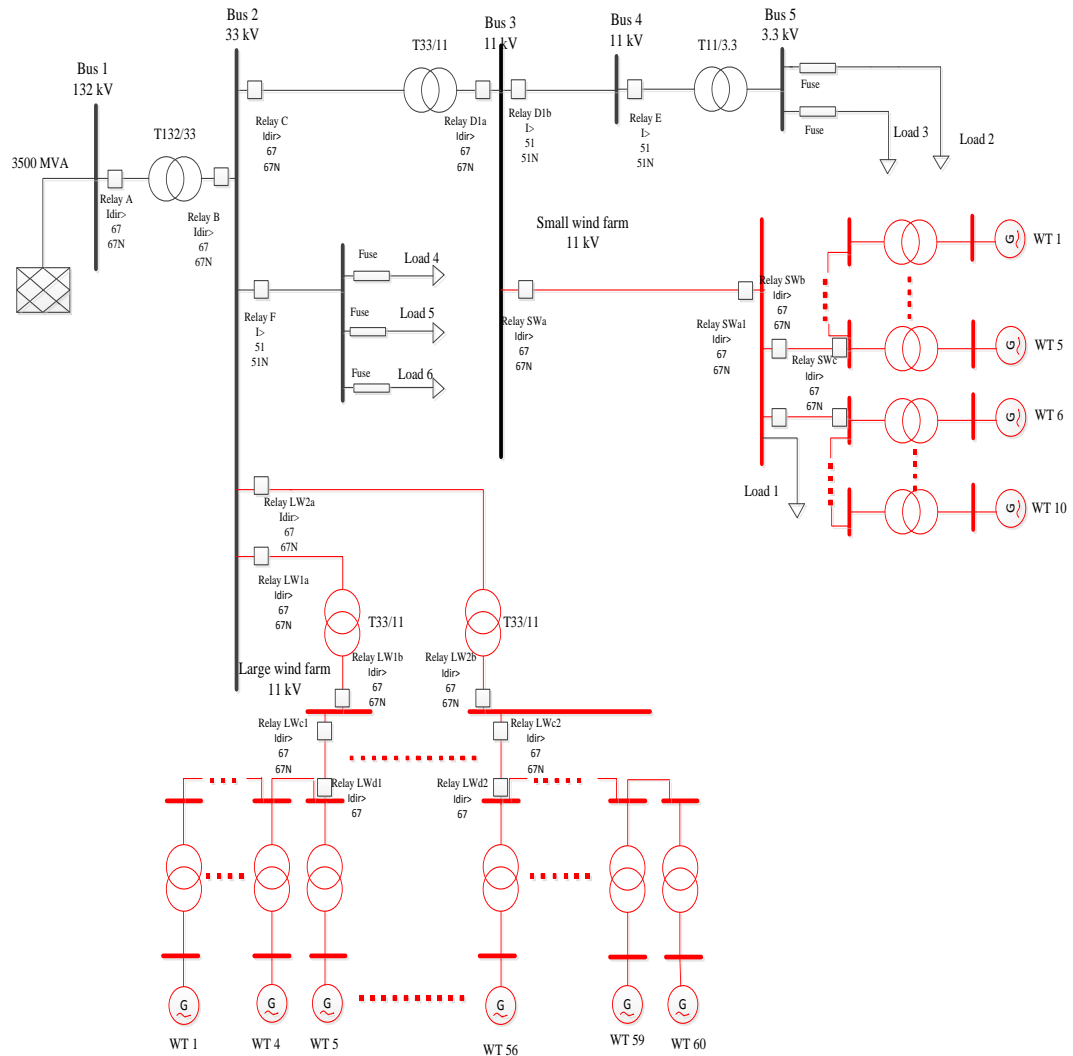 Bus 1
132 kV
3500 MVA
T132/33
Relay A
Idir>
67
67N
Relay B
Idir>
67
67N
Bus 2
33 kV
Relay C
Idir>
67
67N
T33/11
Relay D1a
Idir>
67
67N
Bus 3
11 kV
Relay D1b
I>
51
51N
Bus 4
11 kV
Relay E
I>
51
51N
T11/3.3
Bus 5
3.3 kV
Fuse
Fuse
Load 3
Load 2
Relay F
I>
51
51N
Fuse
Load 4
Fuse
Load 5
Fuse
Load 6
Small wind farm
11 kV
Relay SWa
Idir>
67
67N
Relay SWa1
Idir>
67
67N
Relay SWb
Idir>
67
67N
Relay SWc
Idir>
67
67N
Load 1
G
WT 1
G
WT 5
G
WT 6
G
WT 10
Relay LW2a
Idir>
67
67N
Relay LW1a
Idir>
67
67N
T33/11
T33/11
Relay LW1b
Idir>
67
67N
Relay LW2b
Idir>
67
67N
Large wind farm
11 kV
Relay LWc1
Idir>
67
67N
Relay LWc2
Idir>
67
67N
Relay LWd1
Idir>
67
Relay LWd2
Idir>
67
G
WT 1
G
WT 4
G
WT 5
G
WT 56
G
WT 59
G
WT 60